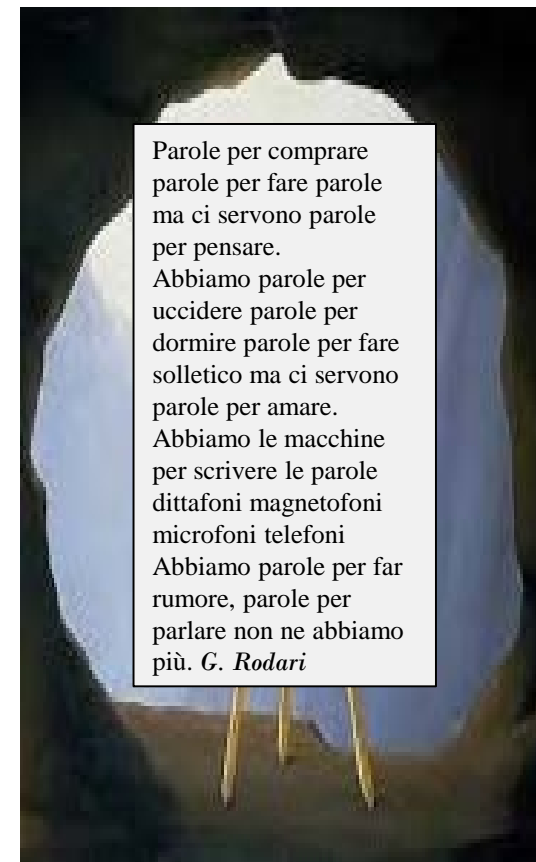 Parole per comprare
parole per fare parole
ma ci servono parole
per pensare.
Abbiamo parole per
uccidere parole per
dormire parole per fare
solletico ma ci servono
parole per amare.
Abbiamo le macchine
per scrivere le parole
dittafoni magnetofoni
microfoni telefoni
Abbiamo parole per far
rumore, parole per
parlare non ne abbiamo
più. G. Rodari